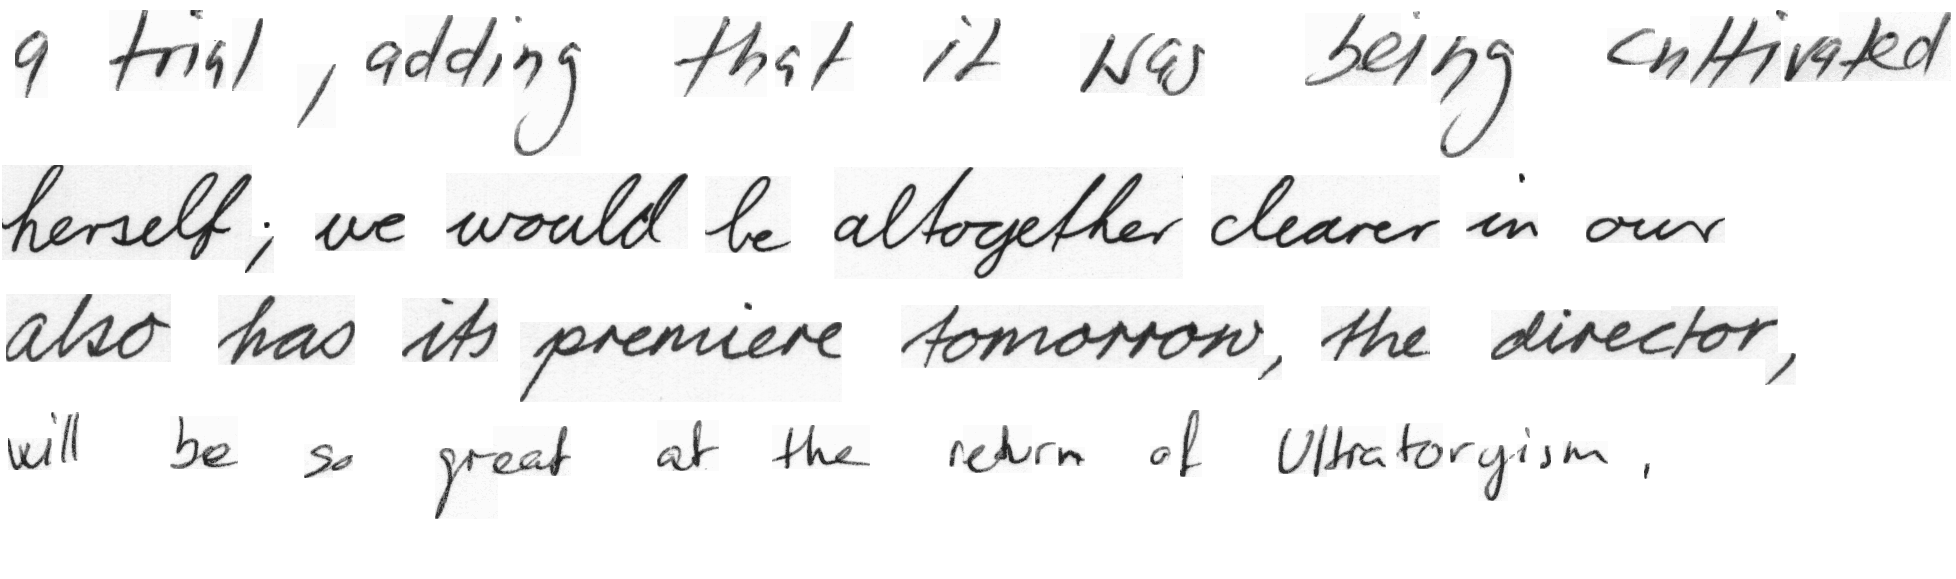 a trial , adding that it was being cultivated
herself ; we would be altogether clearer in our
also has its premiere tomorrow , the director ,
will be so great at the return of Ultratorgism .